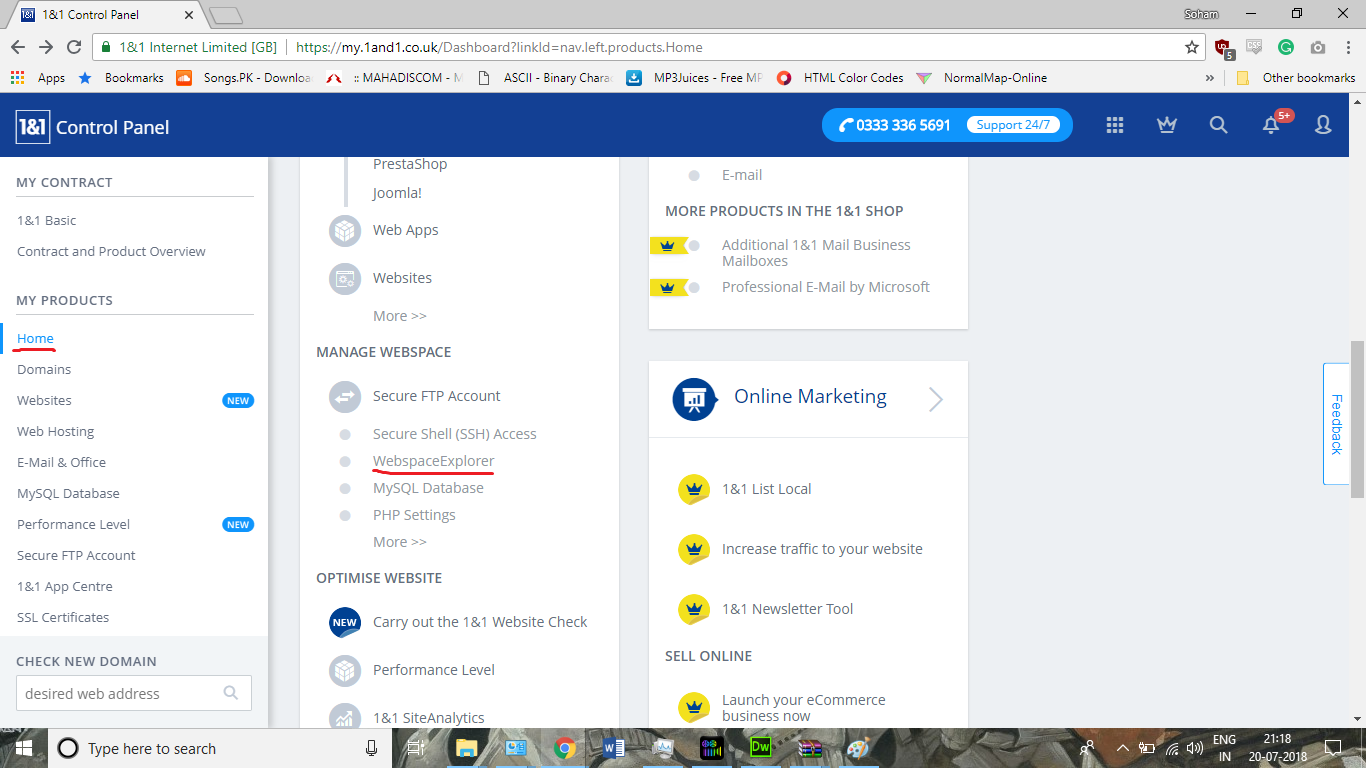 1&1 Control Panel
Soham
1&1 Internet Limited [GB]
https://my.1and1.co.uk/Dashboard?linkId=nav.left.products.Home
5
CSS
Apps
Bookmarks
Songs.PK - Downloa
:: MAHADISCOM - M
ASCII - Binary Chara
MP3Juices - Free MP
HTML Color Codes
NormalMap-Online
»
Other bookmarks
1&1 Control Panel
0333 336 5691
Support 24/7
5+
MY CONTRACT
1&1 Basic
Contract and Product Overview
MY PRODUCTS
Home
Domains
Websites NEW
Web Hosting
E-Mail & Office
MySQL Database
Performance Level NEW
Secure FTP Account
1&1 App Centre
SSL Certificates
CHECK NEW DOMAIN
desired web address
PrestaShop
Joomla!
Web Apps
Websites
More >>
MANAGE WEBSPACE
Secure FTP Account
Secure Shell (SSH) Access
WebspaceExplorer
MySQL Database
PHP Settings
More >>
OPTIMISE WEBSITE
NEW Carry out the 1&1 Website Check
Performance Level
1&1 SiteAnalytics
E-mail
MORE PRODUCTS IN THE 1&1 SHOP
Additional 1&1 Mail Business
Mailboxes
Professional E-Mail by Microsoft
Online Marketing
1&1 List Local
Increase traffic to your website
1&1 Newsletter Tool
SELL ONLINE
Launch your eCommerce
business now
Feedback
Type here to search
W
Dw
ENG
IN
21:18
20-07-2018